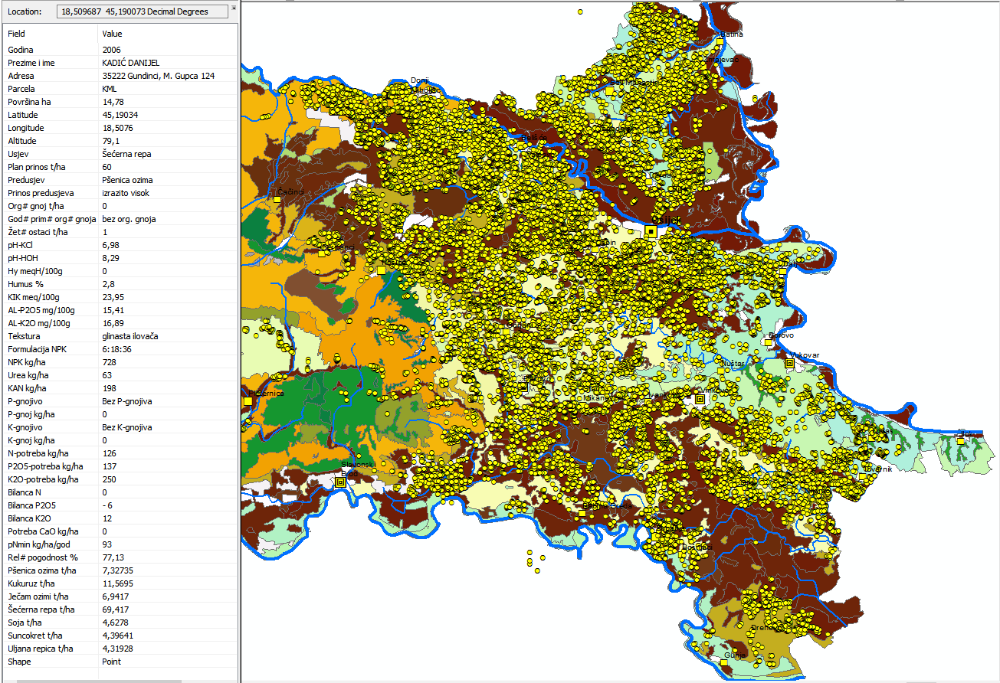 Location: 18,509687 45,190073 Decimal Degrees
Field Value
Godina 2006
Prezime i ime KADIĆ DANIJEL
Adresa 35222 Gundinci, M. Gupca 124
Parcela KML
Površina ha 14,78
Latitude 45,19034
Longitude 18,5076
Altitude 79,1
Usjev Šećerna repa
Plan prinos t/ha 60
Predusjev Pšenica ozima
Prinos predusjeva izrazito visok
Org# gnoj t/ha 0
God# prim# org# gnoja bez org. gnoja
Žet# ostaci t/ha 1
pH-KCl 6,98
pH-HOH 8,29
Hy meqH/100g 0
Humus % 2,8
KIK meq/100g 23,95
AL-P2O5 mg/100g 15,41
AL-K2O mg/100g 16,89
Tekstura glinasta ilovača
Formulacija NPK 6:18:36
NPK kg/ha 728
Urea kg/ha 63
KAN kg/ha 198
P-gnojivo Bez P-gnojiva
P-gnoj kg/ha 0
K-gnojivo Bez K-gnojiva
K-gnoj kg/ha 0
N-potreba kg/ha 126
P2O5-potreba kg/ha 137
K2O-potreba kg/ha 250
Bilanca N 0
Bilanca P2O5 - 6
Bilanca K2O 12
Potreba CaO kg/ha 0
pNmin kg/ha/god 93
Rel# pogodnost % 77,13
Pšenica ozima t/ha 7,32735
Kukuruz t/ha 11,5695
Ječam ozimi t/ha 6,9417
Šećerna repa t/ha 69,417
Soja t/ha 4,6278
Suncokret t/ha 4,39641
Uljana repica t/ha 4,31928
Shape Point
Batina
Donji
Čačinci
Osijek
Borovo
Vukovar
Nuštar
Vinkovci
Pleternica
Slavonski
Brod
Tovarnik
Ilok
Gunja